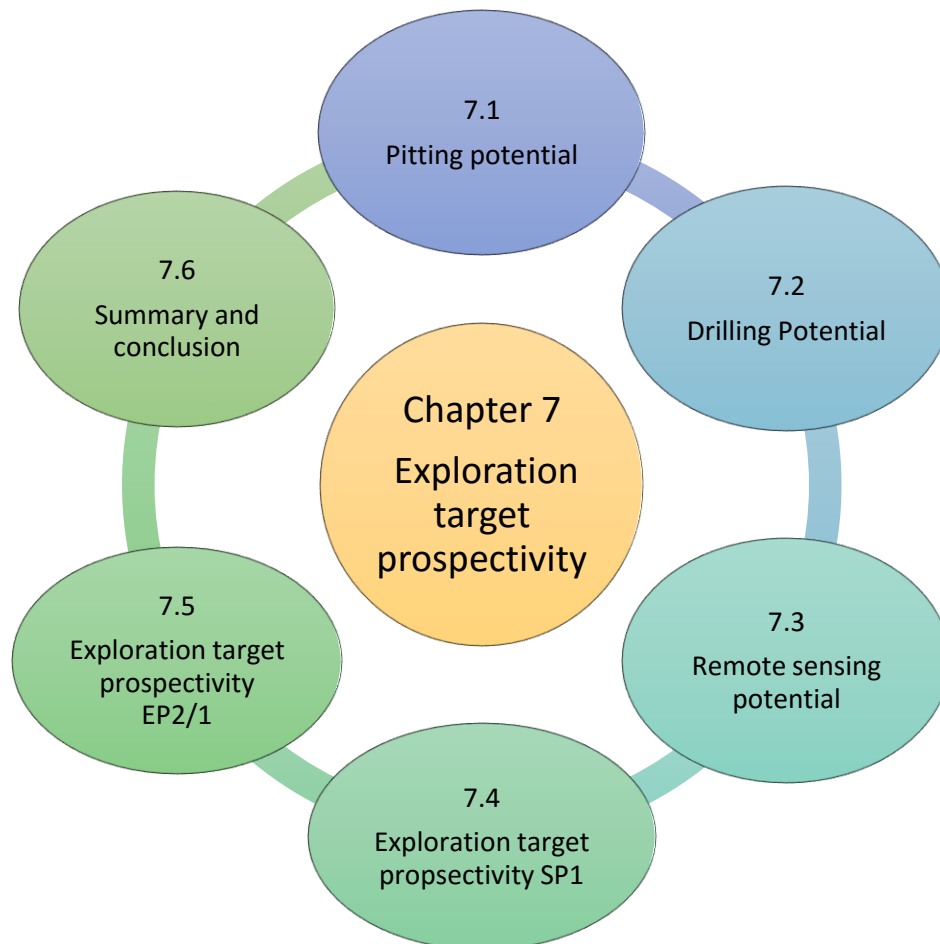 7.1
Pitting potential
7.2
Drilling Potential
7.3
Remote sensing
potential
7.4
Exploration target
propsectivity SP1
7.5
Exploration target
prospectivity
EP2/1
7.6
Summary and
conclusion
Chapter 7
Exploration
target
prospectivity